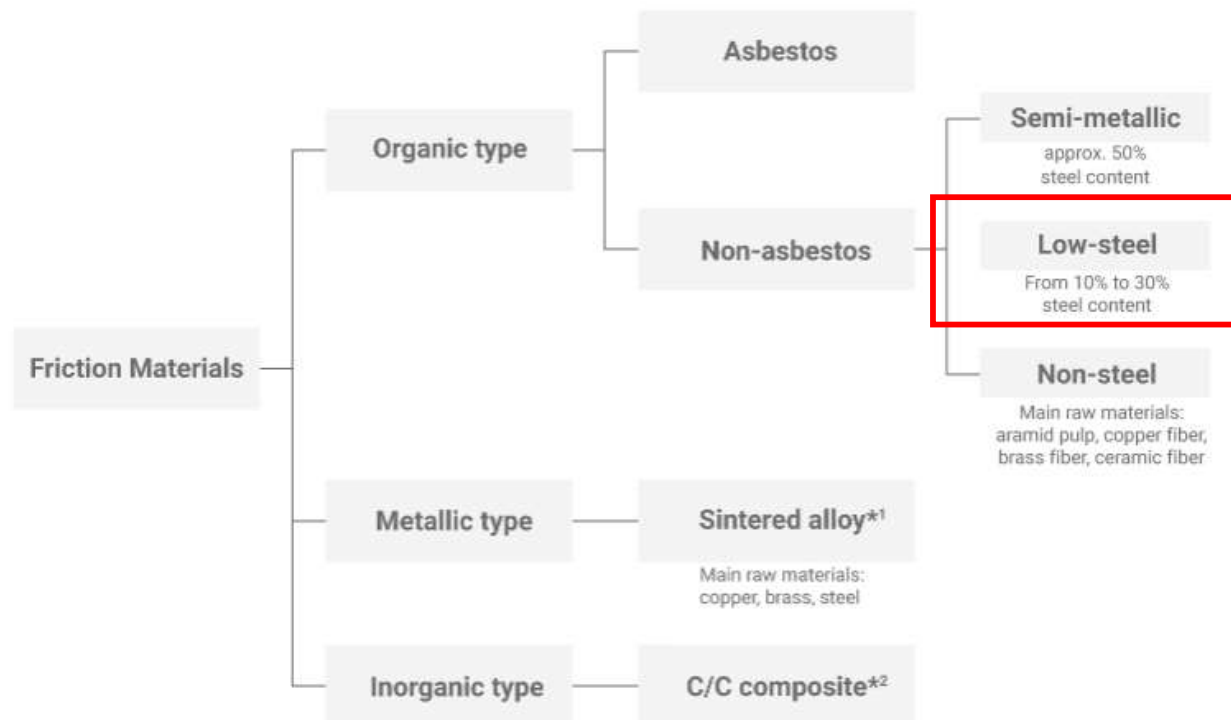 Asbestos
Organic type
Semi-metallic
approx. 50%
steel content
Non-asbestos
Low-steel
From 10% to 30%
steel content
Friction Materials
Non-steel
Main raw materials:
aramid pulp, copper fiber,
brass fiber, ceramic fiber
Metallic type
Sintered alloy*¹
Main raw materials:
copper, brass, steel
Inorganic type
C/C composite*²